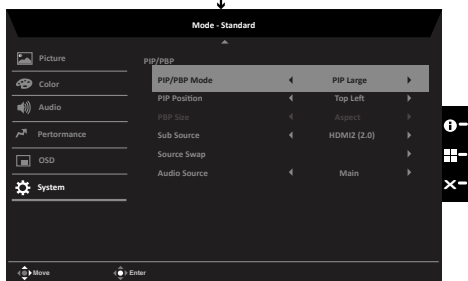 Mode - Standard
Picture
PIP/PBP
Color
PIP/PBP Mode PIP Large
Audio
PIP Position Top Left
PBP Size Aspect
Pertormance
Sub Source HDMI2 (2.0)
OSD
Source Swap
System
Audio Source Main
Move Enter